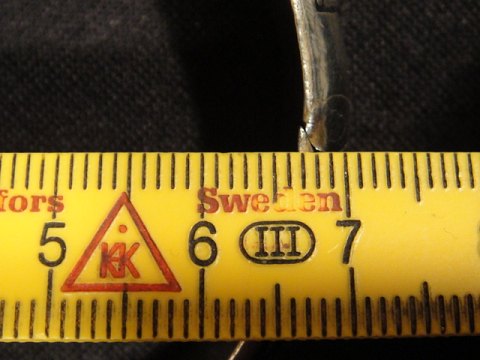 fors Sweden
5 KK 6 III 7